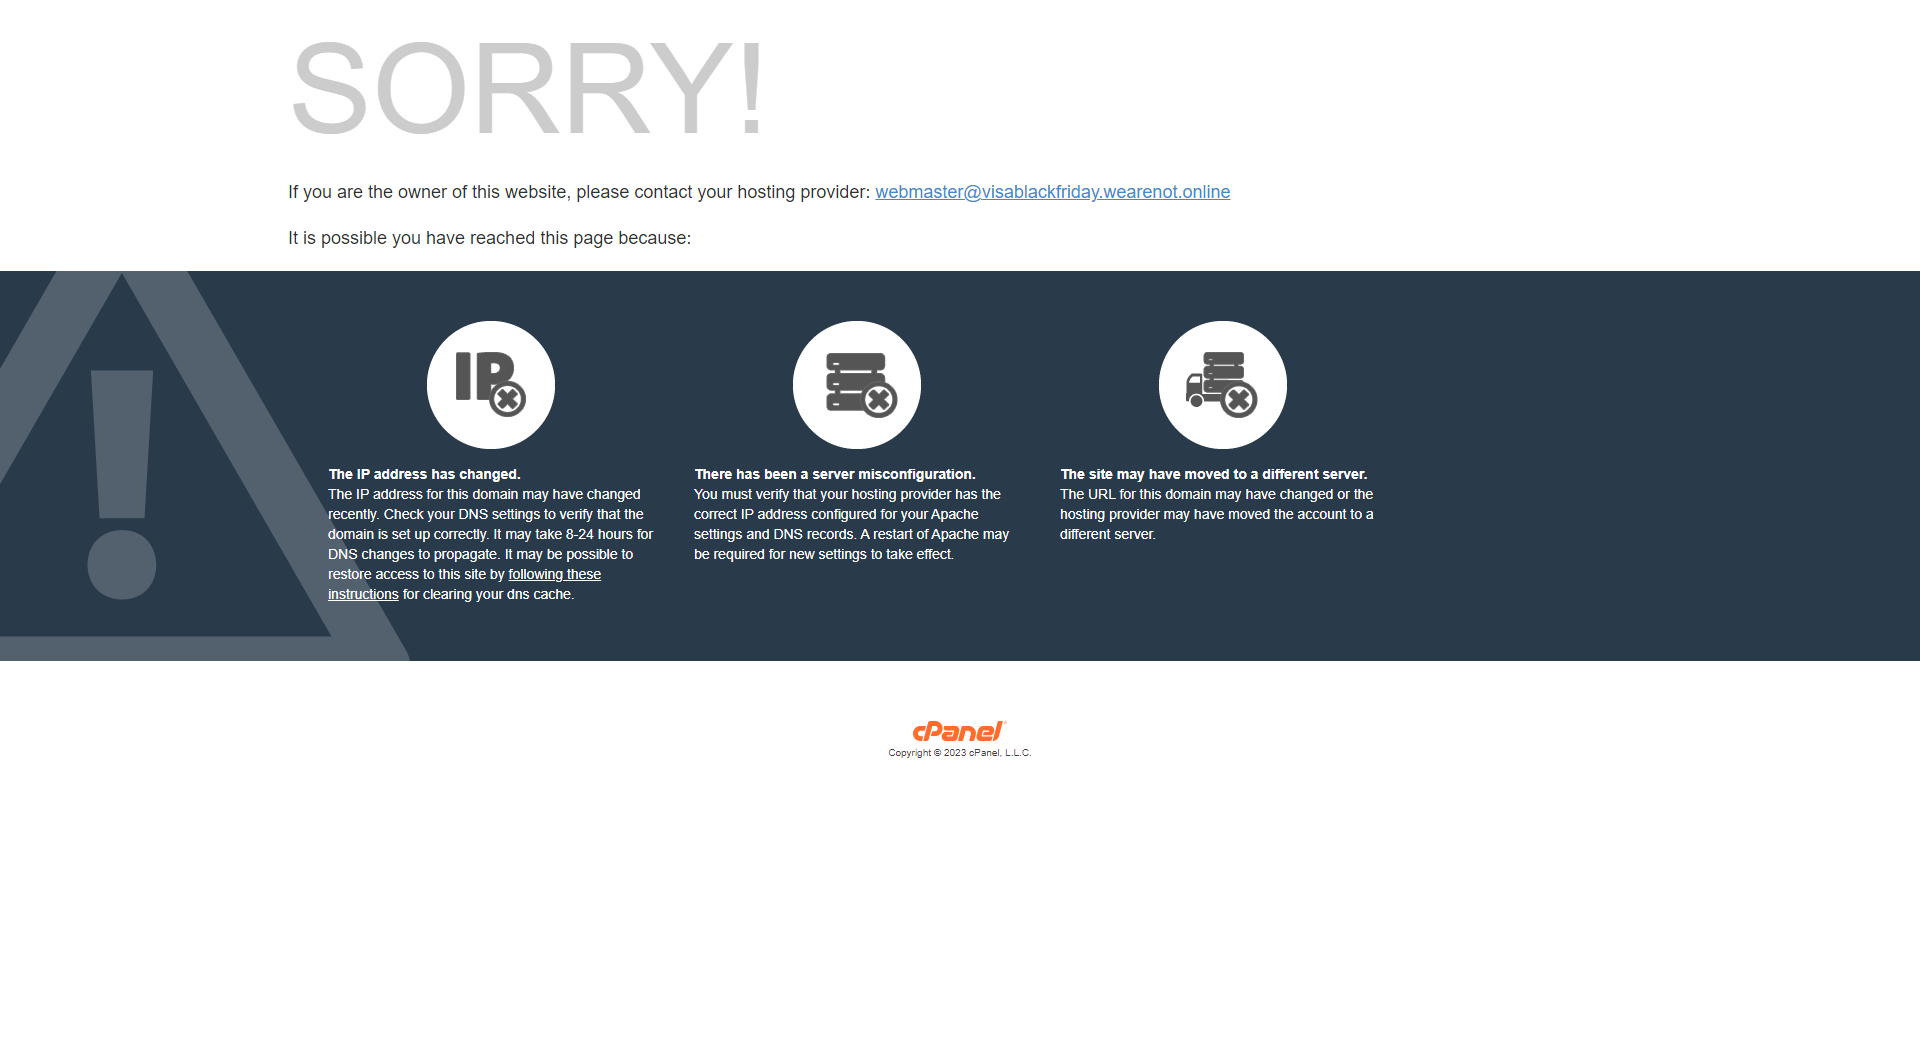 SORRY!
If you are the owner of this website, please contact your hosting provider: webmaster@visablackfriday.wearenot.online
It is possible you have reached this page because:
IP
The IP address has changed.
The IP address for this domain may have changed
recently. Check your DNS settings to verify that the
domain is set up correctly. It may take 8-24 hours for
DNS changes to propagate. It may be possible to
restore access to this site by following these
instructions for clearing your dns cache.
There has been a server misconfiguration.
You must verify that your hosting provider has the
correct IP address configured for your Apache
settings and DNS records. A restart of Apache may
be required for new settings to take effect.
The site may have moved to a different server.
The URL for this domain may have changed or the
hosting provider may have moved the account to a
different server.
cPanel
Copyright © 2023 cPanel, L.L.C.